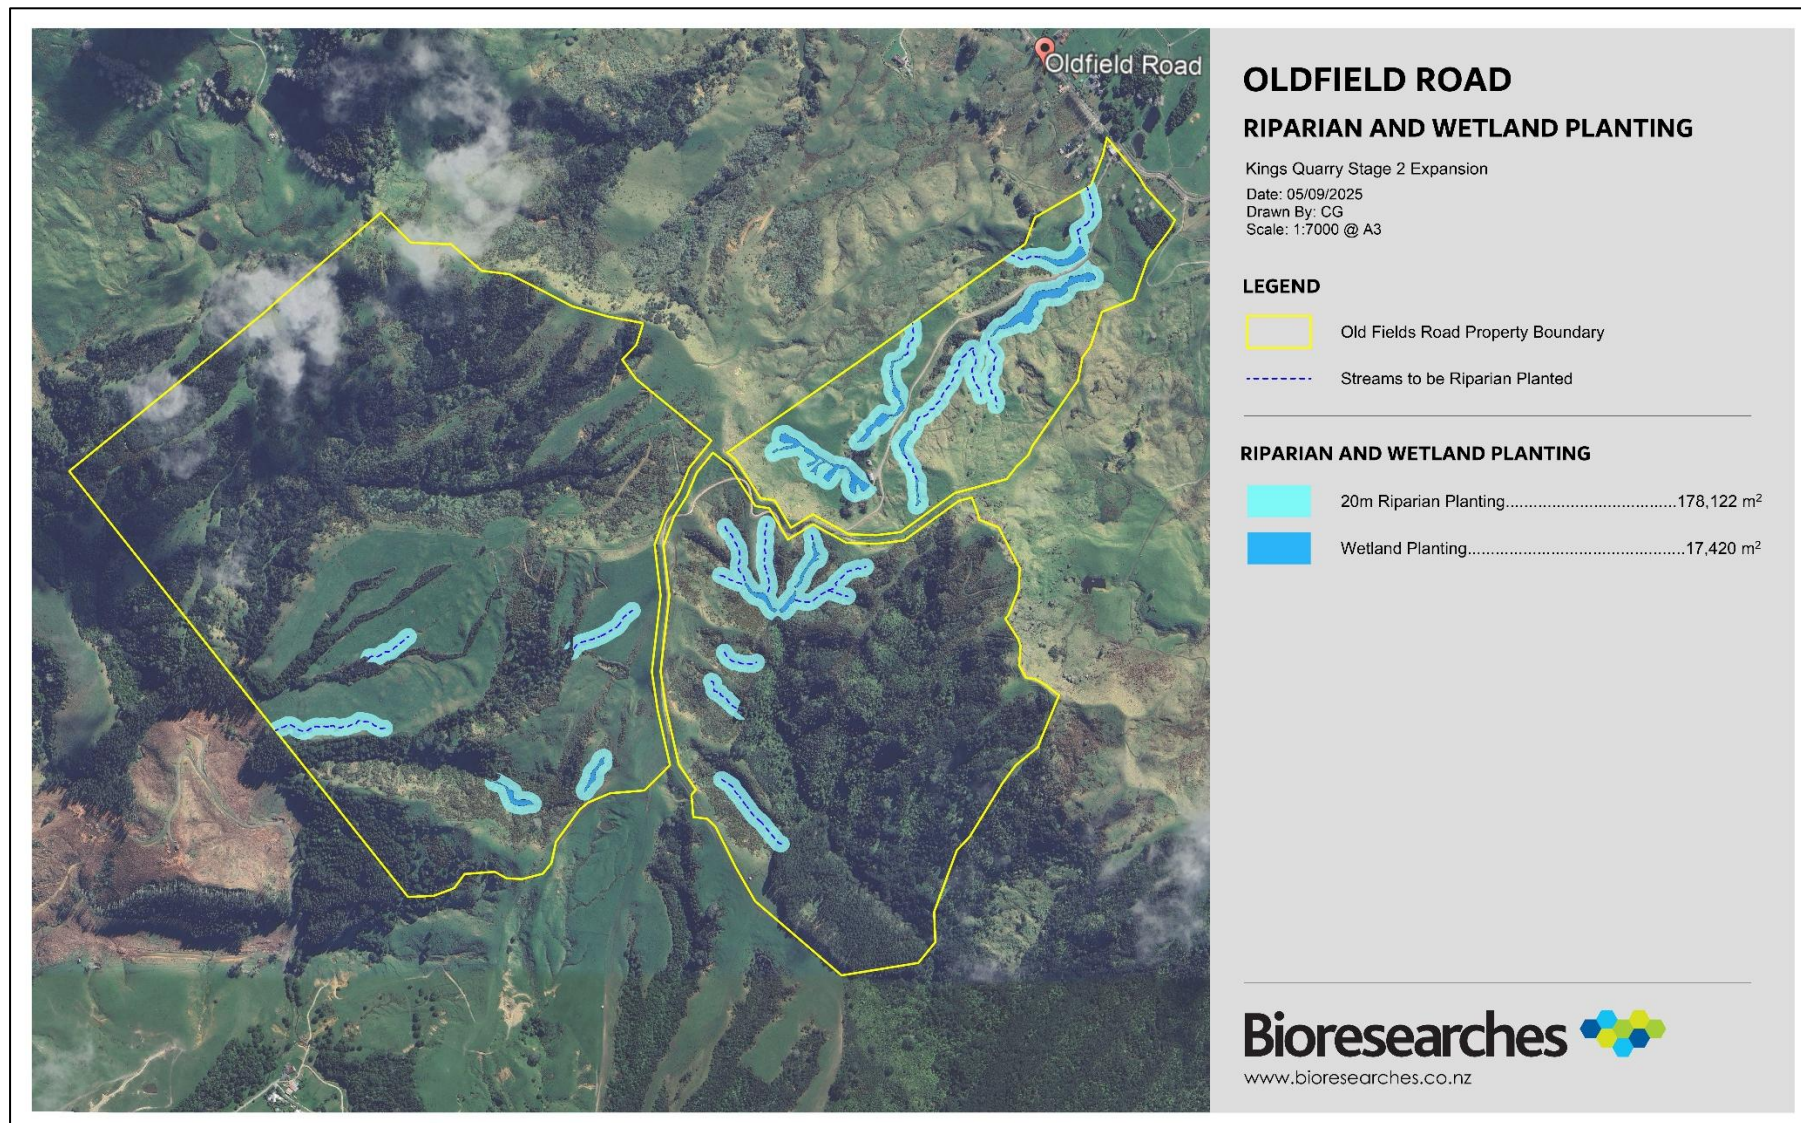 Oldfield Road
OLDFIELD ROAD
RIPARIAN AND WETLAND PLANTING
Kings Quarry Stage 2 Expansion
Date: 05/09/2025
Drawn By: CG
Scale: 1:7000 @ A3
LEGEND
Old Fields Road Property Boundary
Streams to be Riparian Planted
RIPARIAN AND WETLAND PLANTING
20m Riparian Planting....................................178,122 m²
Wetland Planting..............................................17,420 m²
Bioresearches
www.bioresearches.co.nz